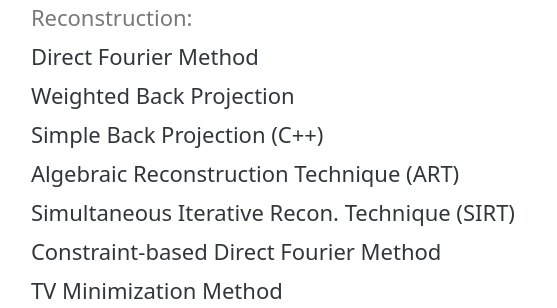 Reconstruction:
Direct Fourier Method
Weighted Back Projection
Simple Back Projection (C++)
Algebraic Reconstruction Technique (ART)
Simultaneous Iterative Recon. Technique (SIRT)
Constraint-based Direct Fourier Method
TV Minimization Method